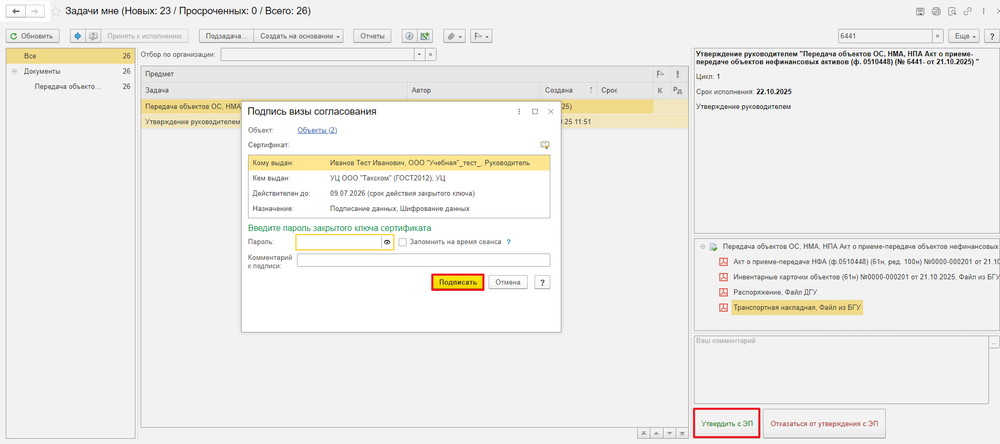 Задачи мне (Новых: 23 / Просроченных: 0 / Всего: 26)
Обновить
Принять к исполнению
Подзадача...
Создать на основании
Отчеты
6441
×
Еще
?
Все 26
Документы 26
Передача объекто... 26
Отбор по организации:
Предмет
Задача Автор Создана ↑ Срок К Рд
Передача объектов ОС, НМА
25)
Утверждение руководителем
.25 11:51
Подпись визы согласования
Объект: Объекты (2)
Сертификат:
Кому выдан: Иванов Тест Иванович, ООО "Учебная"_тест_, Руководитель
Кем выдан: УЦ ООО "Такском" (ГОСТ2012), УЦ
Действителен до: 09.07.2026 (срок действия закрытого ключа)
Назначение: Подписание данных, Шифрование данных
Введите пароль закрытого ключа сертификата
Пароль:
Запомнить на время сеанса ?
Комментарий
к подписи:
Подписать
Отмена
?
Утверждение руководителем "Передача объектов ОС, НМА, НПА Акт о приеме-
передаче объектов нефинансовых активов (ф. 0510448) (№ 6441- от 21.10.2025) "
Цикл: 1
Срок исполнения: 22.10.2025
Утверждение руководителем
Передача объектов ОС, НМА, НПА Акт о приеме-передаче объектов нефинансовых
Акт о приеме-передаче НФА (ф.0510448) (61н, ред. 100н) №0000-000201 от 21.10
Инвентарные карточки объектов (61н) №0000-000201 от 21.10.2025, Файл из БГУ
Распоряжение, Файл ДГУ
Транспортная накладная, Файл из БГУ
Ваш комментарий
...
Утвердить с ЭП
Отказаться от утверждения с ЭП